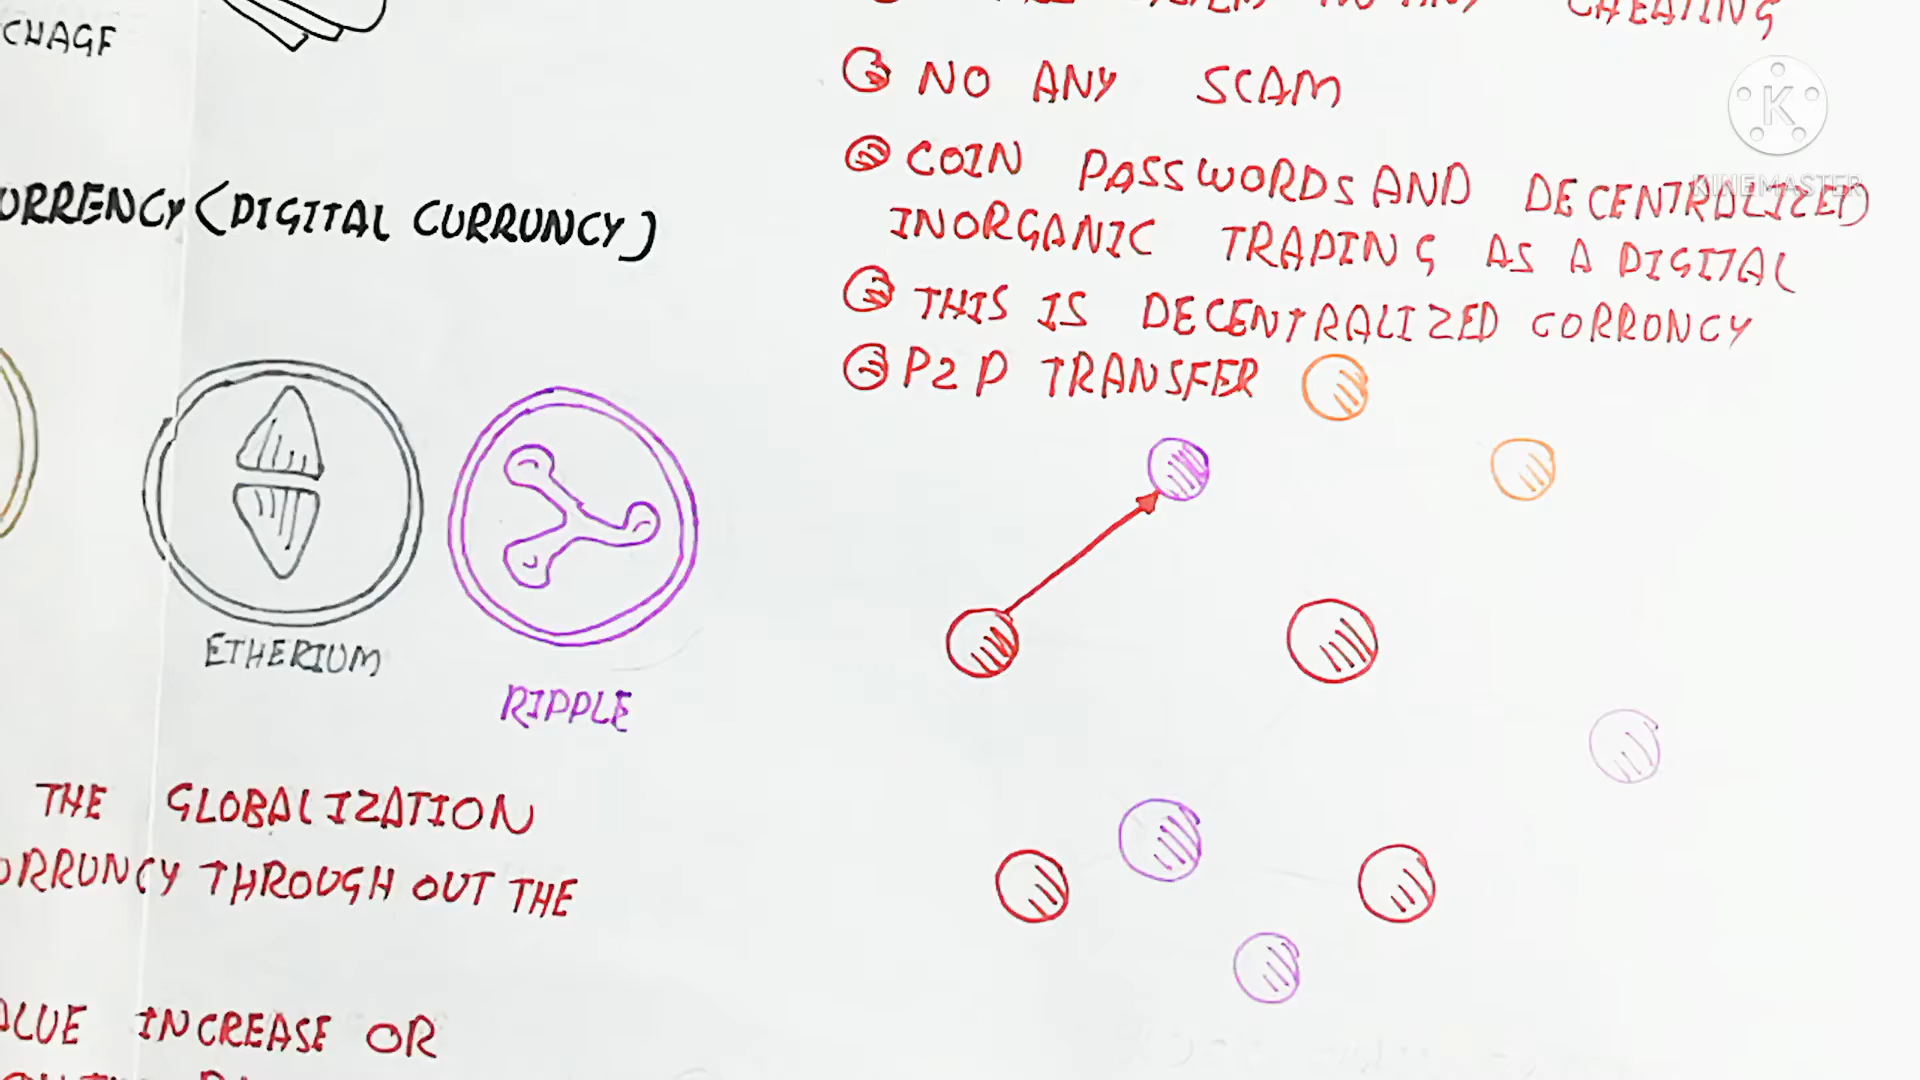 CHAGF
CHEATING
NO ANY SCAM
COIN PASSWORDS AND DECENTRALIZED
INORGANIC TRADING AS A DIGITAL
THIS IS DECENTRALIZED CORRONCY
P2P TRANSFER
ORRENCY (DIGITAL CURRUNCY)
ETHERIUM
RIPPLE
THE GLOBALIZATION
ORRUNCY THROUGH OUT THE
ALUE INCREASE OR
K
KINEMASTER